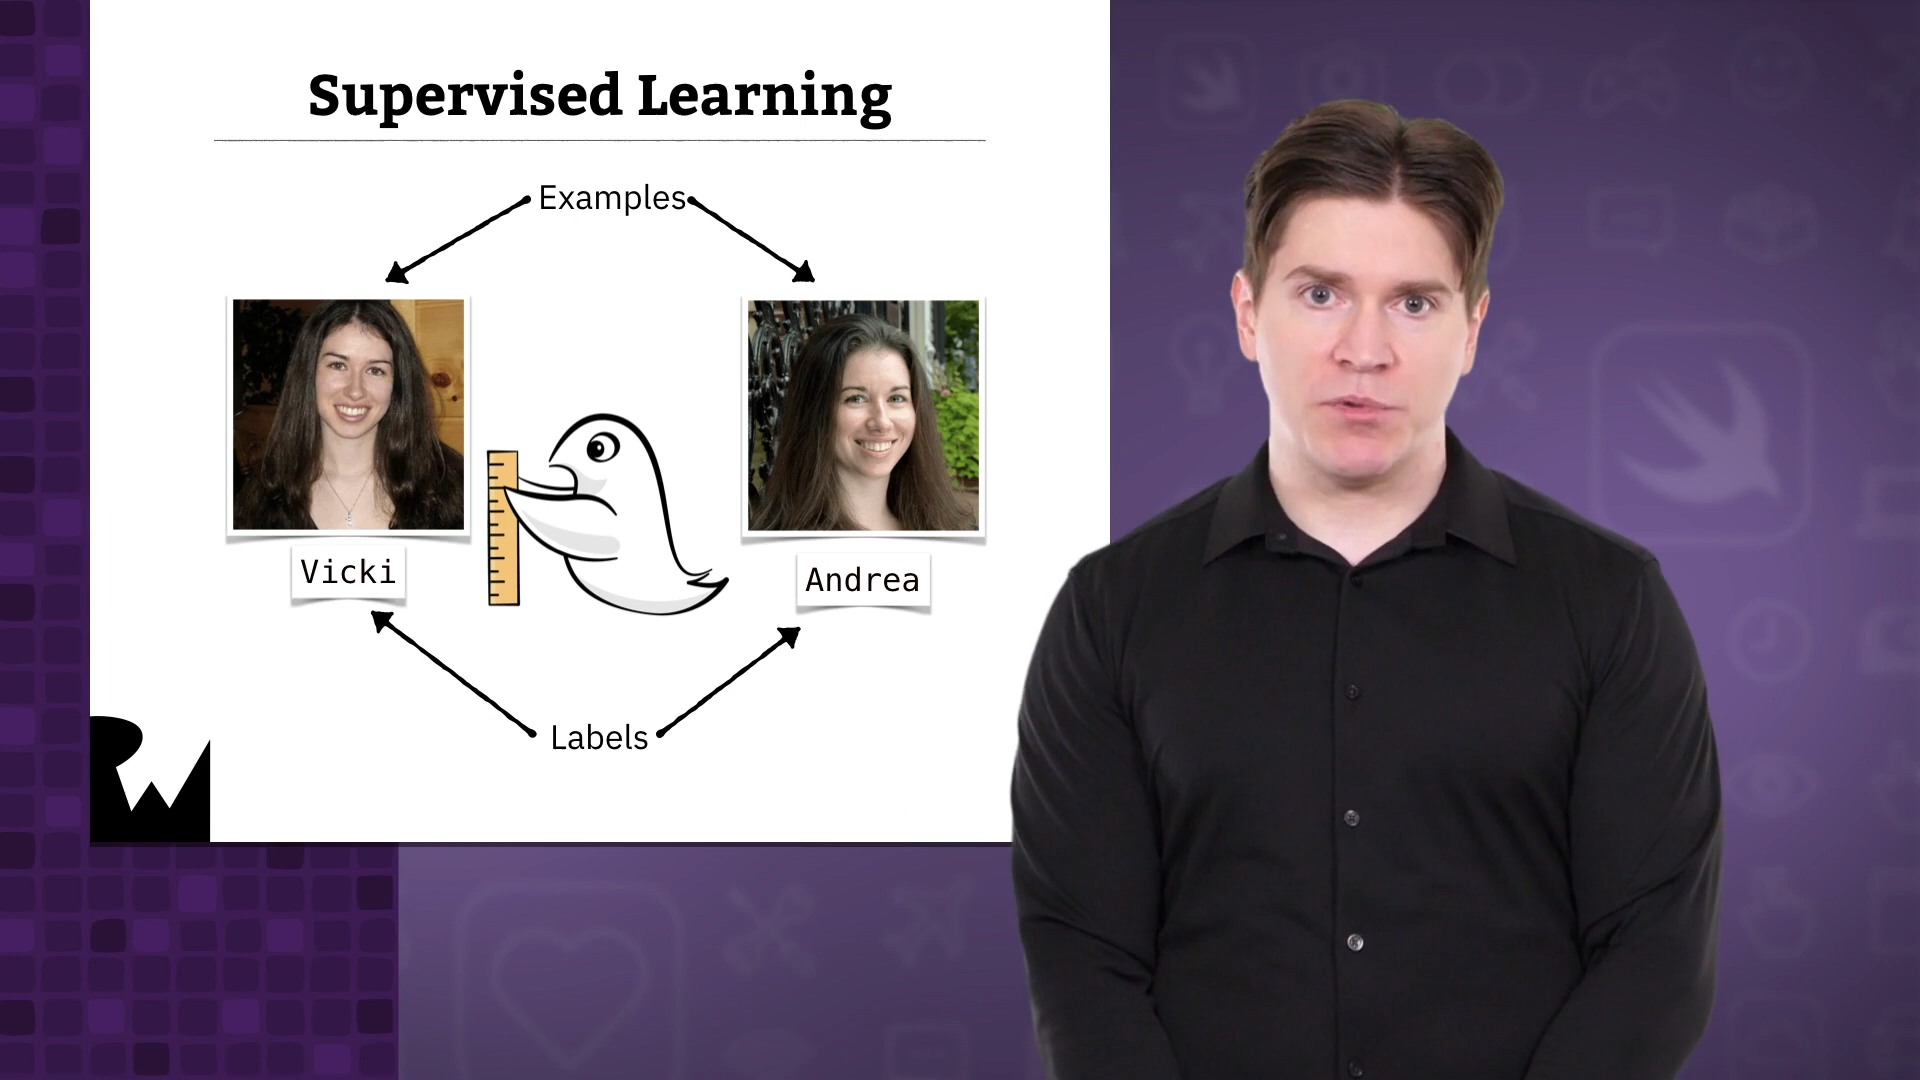 Supervised Learning
Examples
Vicki
Andrea
Labels